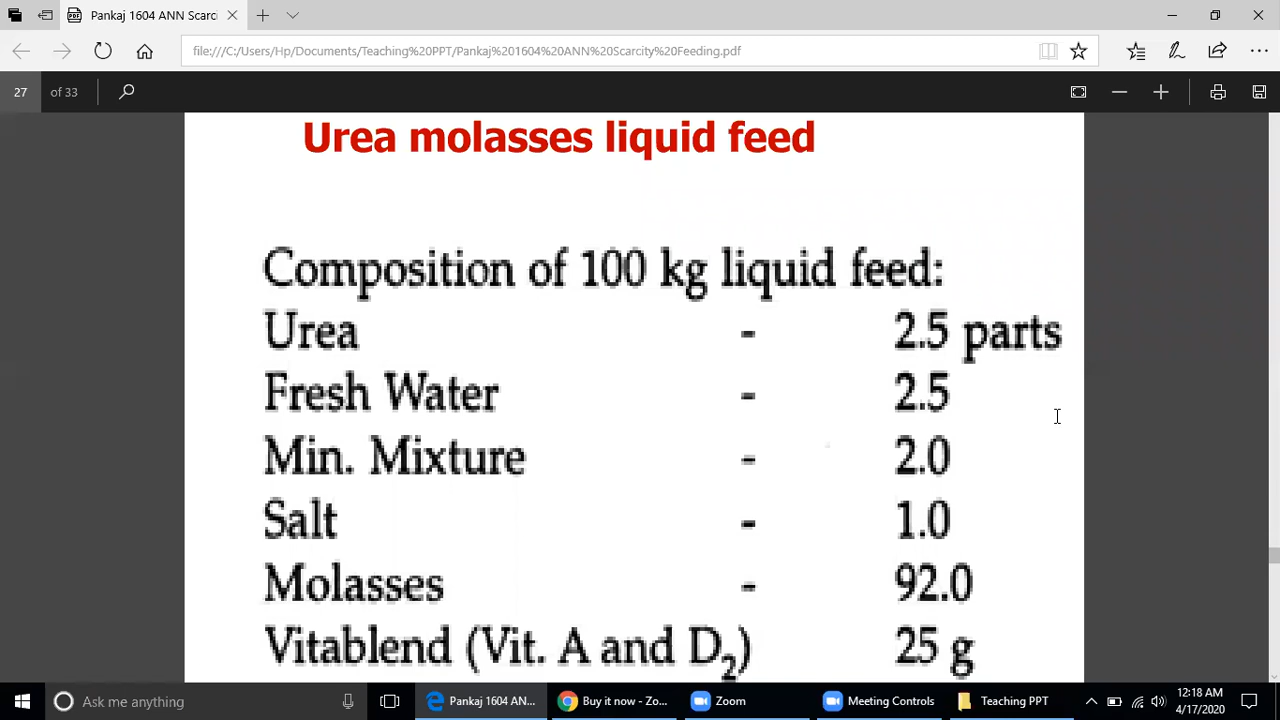 Pankaj 1604 ANN Scarci
file:///C:/Users/Hp/Documents/Teaching%20PPT/Pankaj%201604%20ANN%20Scarcity%20Feeding.pdf
27 of 33
Urea molasses liquid feed
Composition of 100 kg liquid feed:
Urea - 2.5 parts
Fresh Water - 2.5
Min. Mixture - 2.0
Salt - 1.0
Molasses - 92.0
Vitablend (Vit. A and D₂) 25 g
Ask me anything
Pankaj 1604 AN...
Buy it now - Zo...
Zoom
Meeting Controls
Teaching PPT
12:18 AM
4/17/2020